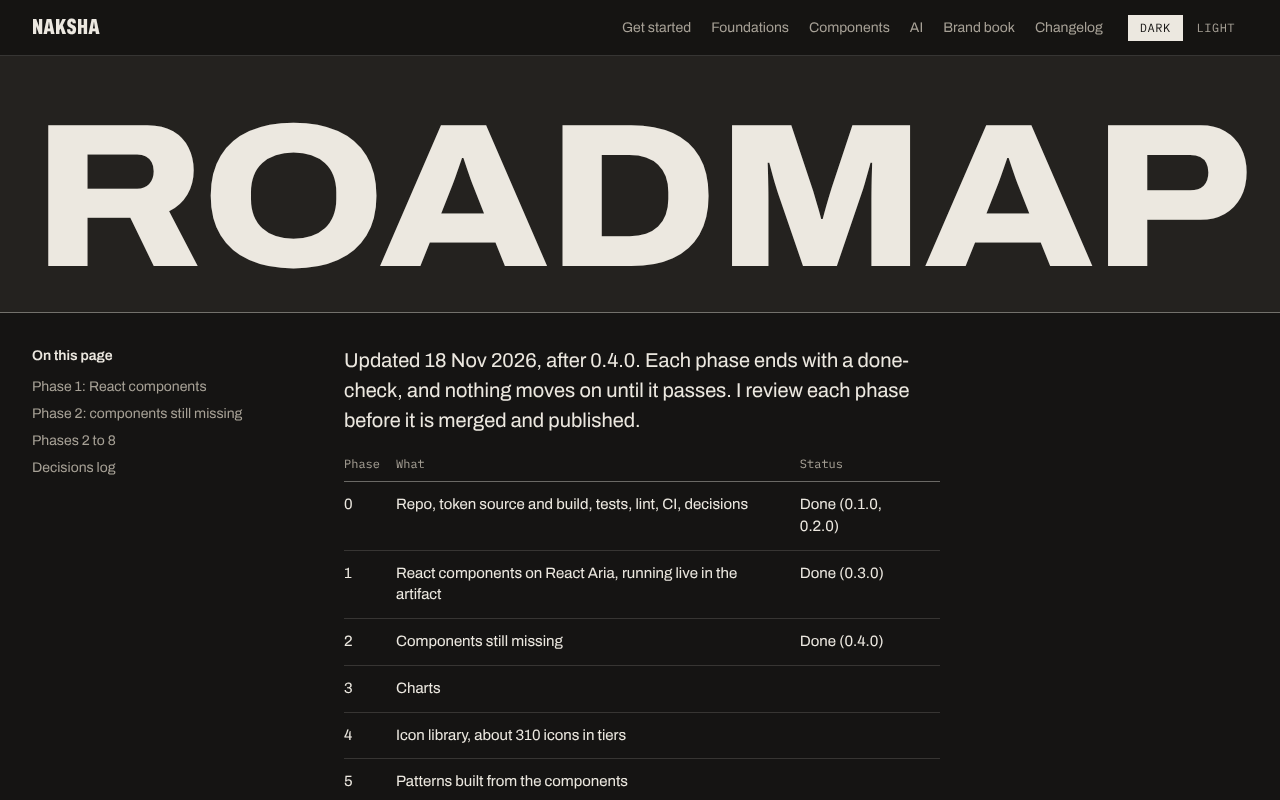 NAKSHA
Get started Foundations Components AI Brand book Changelog DARK LIGHT
ROADMAP
On this page
Phase 1: React components
Phase 2: components still missing
Phases 2 to 8
Decisions log
Updated 18 Nov 2026, after 0.4.0. Each phase ends with a done-
check, and nothing moves on until it passes. I review each phase
before it is merged and published.
Phase What Status
0 Repo, token source and build, tests, lint, CI, decisions Done (0.1.0,
0.2.0)
1 React components on React Aria, running live in the Done (0.3.0)
artifact
2 Components still missing Done (0.4.0)
3 Charts
4 Icon library, about 310 icons in tiers
5 Patterns built from the components